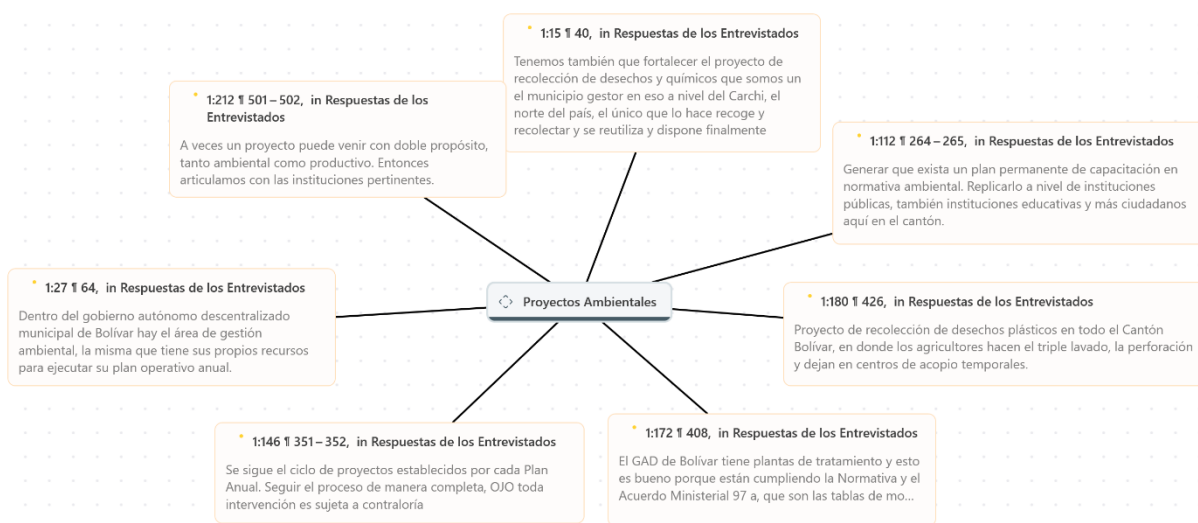 1:15 ¶ 40, in Respuestas de los Entrevistados
Tenemos también que fortalecer el proyecto de
recolección de desechos y químicos que somos un
el municipio gestor en eso a nivel del Carchi, el
norte del país, el único que lo hace recoge y
recolectar y se reutiliza y dispone finalmente
1:212 ¶ 501 – 502, in Respuestas de los
Entrevistados
A veces un proyecto puede venir con doble propósito,
tanto ambiental como productivo. Entonces
articulamos con las instituciones pertinentes.
1:112 ¶ 264 – 265, in Respuestas de los Entrevistados
Generar que exista un plan permanente de capacitación en
normativa ambiental. Replicarlo a nivel de instituciones
públicas, también instituciones educativas y más ciudadanos
aquí en el cantón.
1:27 ¶ 64, in Respuestas de los Entrevistados
Dentro del gobierno autónomo descentralizado
municipal de Bolívar hay el área de gestión
ambiental, la misma que tiene sus propios recursos
para ejecutar su plan operativo anual.
Proyectos Ambientales
1:180 ¶ 426, in Respuestas de los Entrevistados
Proyecto de recolección de desechos plásticos en todo el Cantón
Bolívar, en donde los agricultores hacen el triple lavado, la perforación
y dejan en centros de acopio temporales.
1:146 ¶ 351 – 352, in Respuestas de los Entrevistados
Se sigue el ciclo de proyectos establecidos por cada Plan
Anual. Seguir el proceso de manera completa, OJO toda
intervención es sujeta a contraloría
1:172 ¶ 408, in Respuestas de los Entrevistados
El GAD de Bolívar tiene plantas de tratamiento y esto
es bueno porque están cumpliendo la Normativa y el
Acuerdo Ministerial 97 a, que son las tablas de mo...